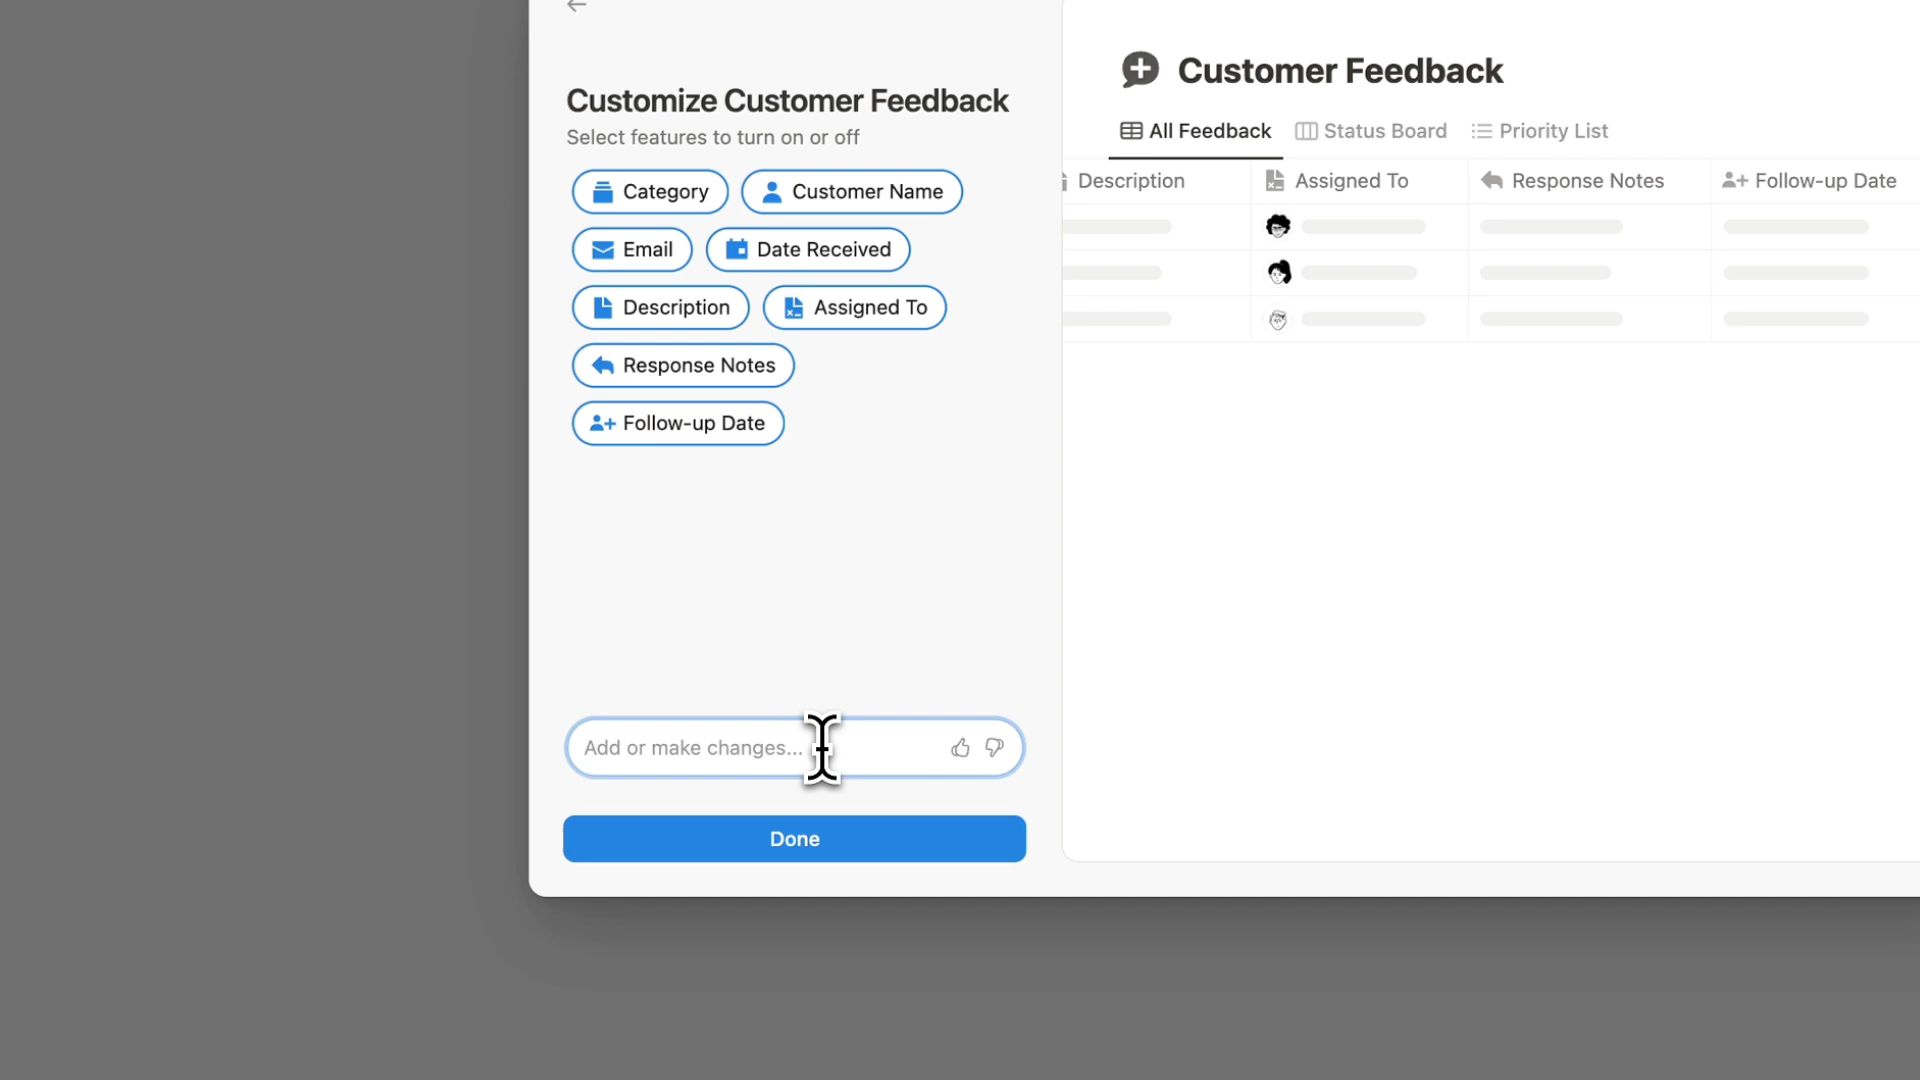 Customize Customer Feedback
Select features to turn on or off
Category Customer Name
Email Date Received
Description Assigned To
Response Notes
Follow-up Date
Add or make changes...
Done
Customer Feedback
All Feedback Status Board Priority List
Description Assigned To Response Notes Follow-up Date